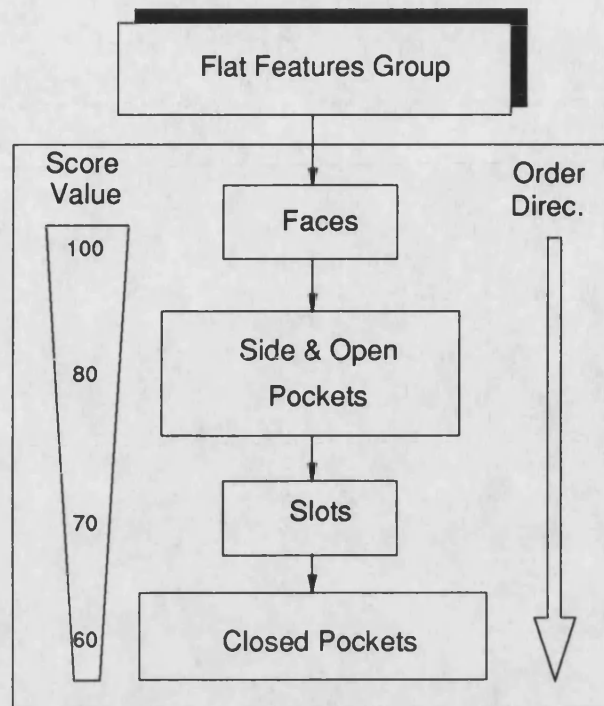 Flat Features Group
Score
Value
Order
Direc.
Faces
100
Side & Open
Pockets
80
Slots
70
Closed Pockets
60